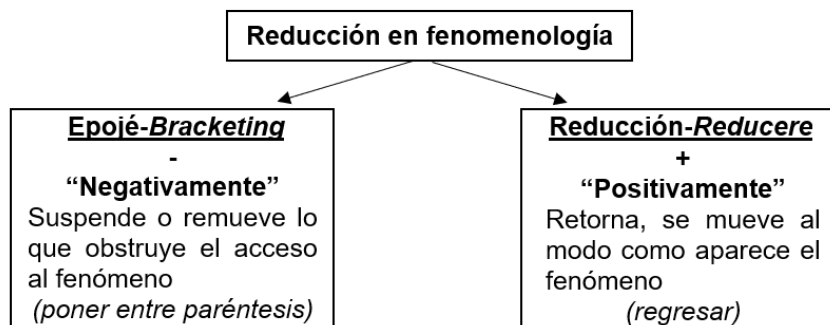 Reducción en fenomenología
Epojé-Bracketing
-
“Negativamente”
Suspende o remueve lo
que obstruye el acceso
al fenómeno
(poner entre paréntesis)
Reducción-Reducere
+
“Positivamente”
Retorna, se mueve al
modo como aparece el
fenómeno
(regresar)